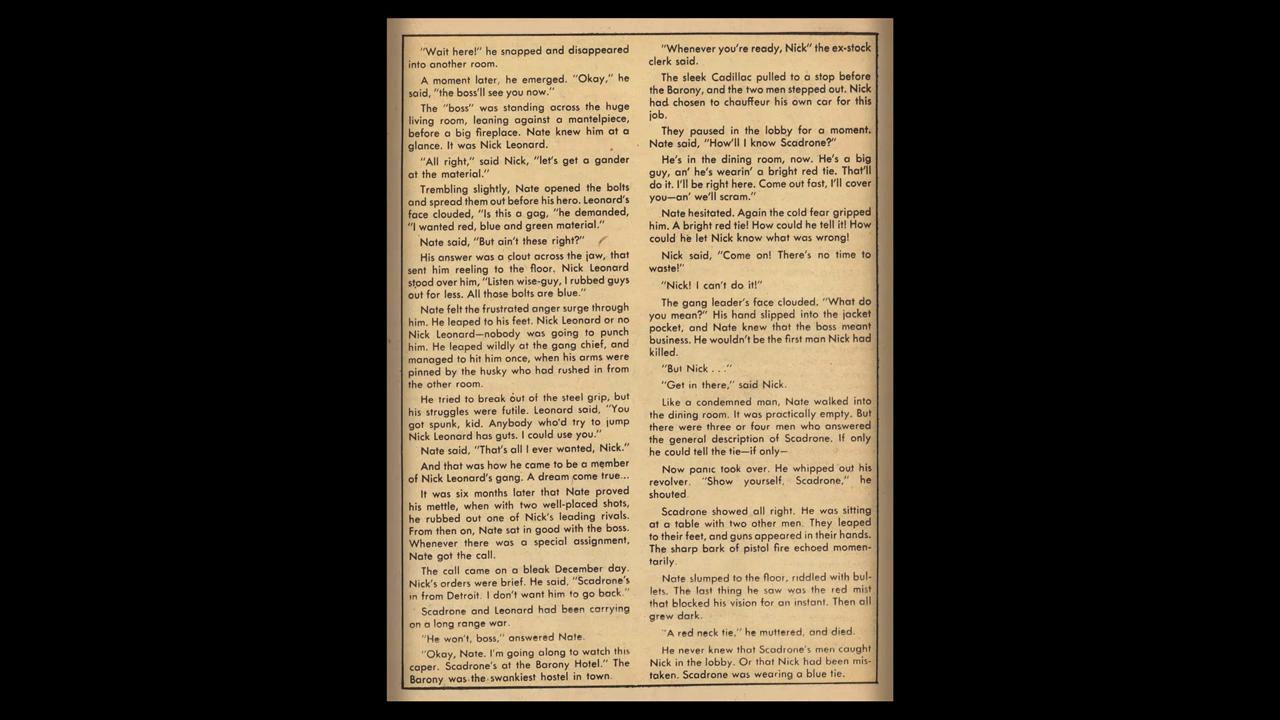 "Wait here!" he snapped and disappeared
into another room.
A moment later, he emerged. "Okay," he
said, "the boss'll see you now."
The "boss" was standing across the huge
living room, leaning against a mantelpiece,
before a big fireplace. Nate knew him at a
glance. It was Nick Leonard.
"All right," said Nick, "let's get a gander
at the material."
Trembling slightly, Nate opened the bolts
and spread them out before his hero. Leonard's
face clouded, "Is this a gag, "he demanded,
"I wanted red, blue and green material."
Nate said, "But ain't these right?"
His answer was a clout across the jaw, that
sent him reeling to the floor. Nick Leonard
stood over him, "Listen wise-guy, I rubbed guys
out for less. All those bolts are blue."
Nate felt the frustrated anger surge through
him. He leaped to his feet. Nick Leonard or no
Nick Leonard—nobody was going to punch
him. He leaped wildly at the gang chief, and
managed to hit him once, when his arms were
pinned by the husky who had rushed in from
the other room.
He tried to break out of the steel grip, but
his struggles were futile. Leonard said, "You
got spunk, kid. Anybody who'd try to jump
Nick Leonard has guts. I could use you."
Nate said, "That's all I ever wanted, Nick."
And that was how he came to be a member
of Nick Leonard's gang. A dream come true...
It was six months later that Nate proved
his mettle, when with two well-placed shots,
he rubbed out one of Nick's leading rivals.
From then on, Nate sat in good with the boss.
Whenever there was a special assignment,
Nate got the call.
The call came on a bleak December day.
Nick's orders were brief. He said, "Scadrone's
in from Detroit. I don't want him to go back."
Scadrone and Leonard had been carrying
on a long range war.
"He won't, boss," answered Nate.
"Okay, Nate. I'm going along to watch this
caper. Scadrone's at the Barony Hotel." The
Barony was the swankiest hostel in town.
"Whenever you're ready, Nick" the ex-stock
clerk said.
The sleek Cadillac pulled to a stop before
the Barony, and the two men stepped out. Nick
had chosen to chauffeur his own car for this
job.
They paused in the lobby for a moment.
Nate said, "How'll I know Scadrone?"
He's in the dining room, now. He's a big
guy, an' he's wearin' a bright red tie. That'll
do it. I'll be right here. Come out fast, I'll cover
you—an' we'll scram."
Nate hesitated. Again the cold fear gripped
him. A bright red tie! How could he tell it! How
could he let Nick know what was wrong!
Nick said, "Come on! There's no time to
waste!"
"Nick! I can't do it!"
The gang leader's face clouded. "What do
you mean?" His hand slipped into the jacket
pocket, and Nate knew that the boss meant
business. He wouldn't be the first man Nick had
killed.
"But Nick . . ."
"Get in there," said Nick.
Like a condemned man, Nate walked into
the dining room. It was practically empty. But
there were three or four men who answered
the general description of Scadrone. If only
he could tell the tie—if only—
Now panic took over. He whipped out his
revolver. "Show yourself, Scadrone," he
shouted.
Scadrone showed all right. He was sitting
at a table with two other men. They leaped
to their feet, and guns appeared in their hands.
The sharp bark of pistol fire echoed momen-
tarily.
Nate slumped to the floor, riddled with bul-
lets. The last thing he saw was the red mist
that blocked his vision for an instant. Then all
grew dark.
"A red neck tie," he muttered, and died.
He never knew that Scadrone's men caught
Nick in the lobby. Or that Nick had been mis-
taken. Scadrone was wearing a blue tie.